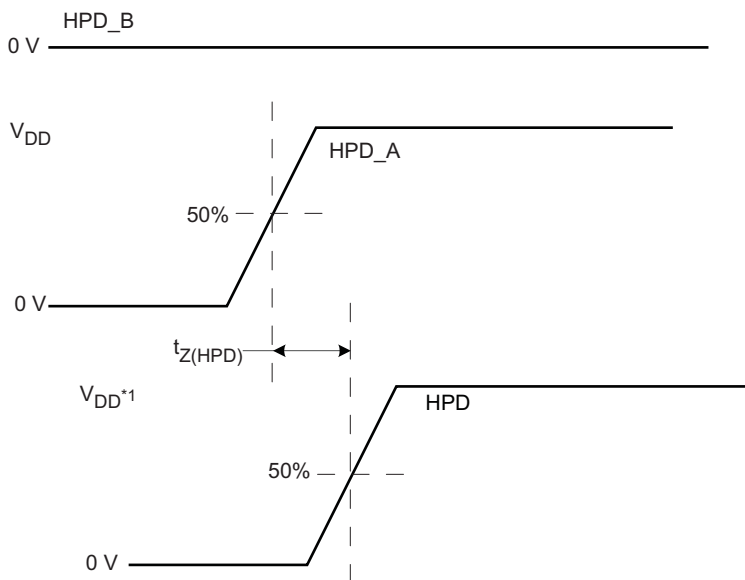 HPD_B
0 V
V_DD
HPD_A
50%
0 V
t_Z(HPD)
V_DD*1
HPD
50%
0 V